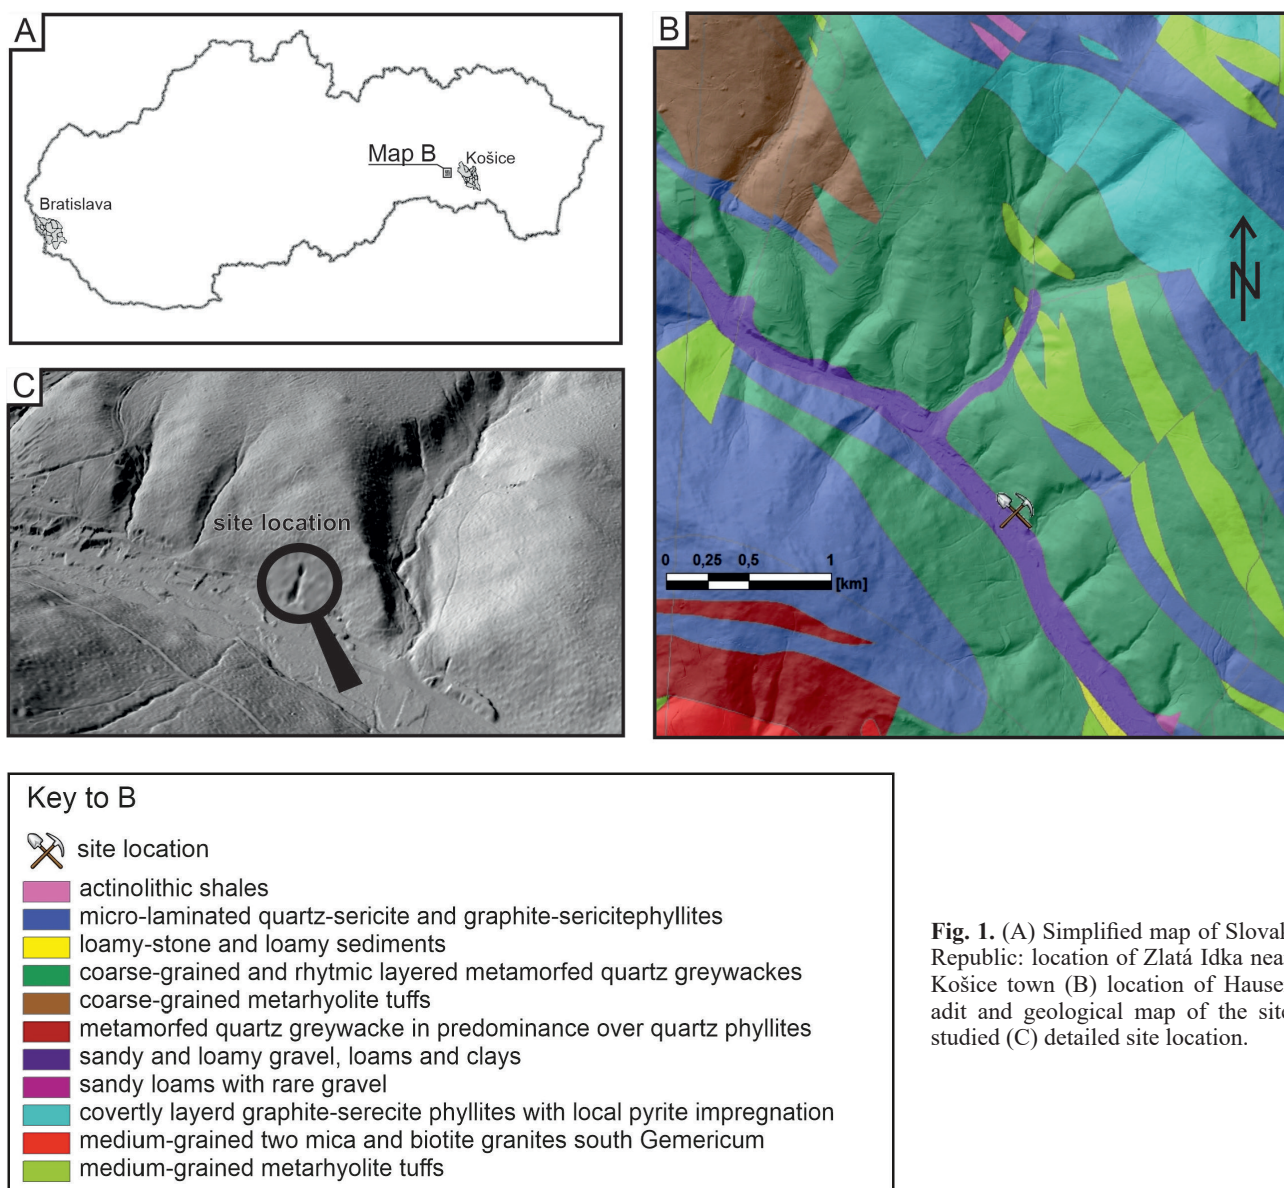 A
Map B
Košice
Bratislava
B
N
0 0,25 0,5 1
[km]
C
site location
Key to B
site location
actinolithic shales
micro-laminated quartz-sericite and graphite-sericitephyllites
loamy-stone and loamy sediments
coarse-grained and rhytmic layered metamorfed quartz greywackes
coarse-grained metarhyolite tuffs
metamorfed quartz greywacke in predominance over quartz phyllites
sandy and loamy gravel, loams and clays
sandy loams with rare gravel
covertly layerd graphite-serecite phyllites with local pyrite impregnation
medium-grained two mica and biotite granites south Gemericum
medium-grained metarhyolite tuffs
Fig. 1. (A) Simplified map of Slovak
Republic: location of Zlatá Idka near
Košice town (B) location of Hauser
adit and geological map of the site
studied (C) detailed site location.